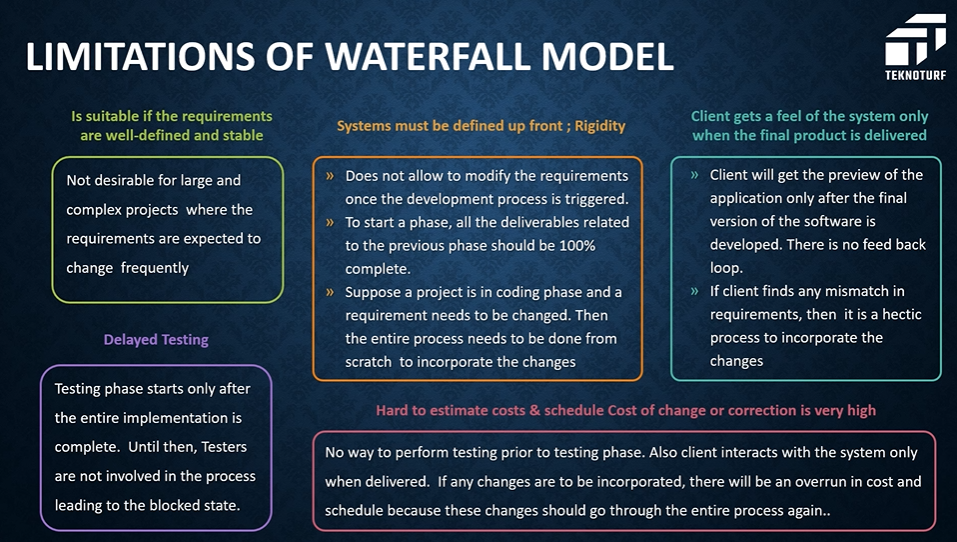 LIMITATIONS OF WATERFALL MODEL
TEKNOTURF
Is suitable if the requirements
are well-defined and stable
Not desirable for large and
complex projects where the
requirements are expected to
change frequently
Systems must be defined up front ; Rigidity
» Does not allow to modify the requirements
once the development process is triggered.
» To start a phase, all the deliverables related
to the previous phase should be 100%
complete.
» Suppose a project is in coding phase and a
requirement needs to be changed. Then
the entire process needs to be done from
scratch to incorporate the changes
Client gets a feel of the system only
when the final product is delivered
» Client will get the preview of the
application only after the final
version of the software is
developed. There is no feed back
loop.
» If client finds any mismatch in
requirements, then it is a hectic
process to incorporate the
changes
Delayed Testing
Testing phase starts only after
the entire implementation is
complete. Until then, Testers
are not involved in the process
leading to the blocked state.
Hard to estimate costs & schedule Cost of change or correction is very high
No way to perform testing prior to testing phase. Also client interacts with the system only
when delivered. If any changes are to be incorporated, there will be an overrun in cost and
schedule because these changes should go through the entire process again..